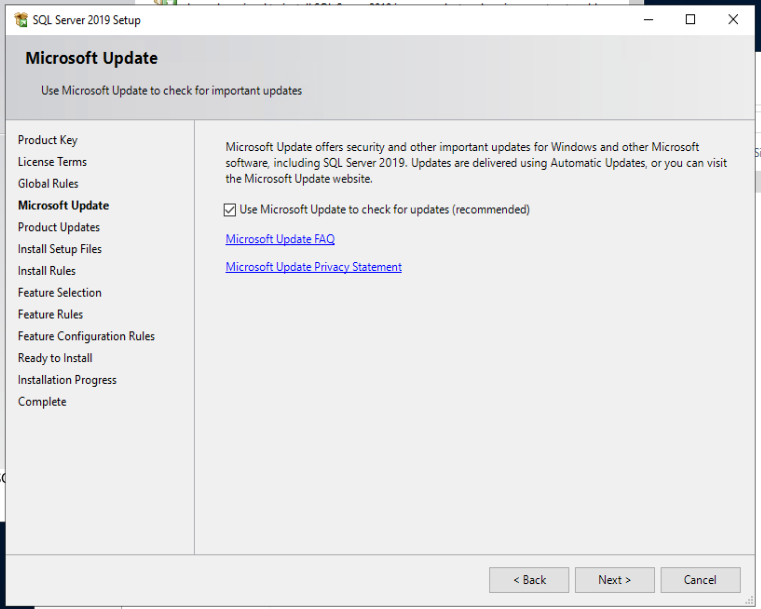 SQL Server 2019 Setup
Microsoft Update
Use Microsoft Update to check for important updates
Product Key
License Terms
Global Rules
Microsoft Update
Product Updates
Install Setup Files
Install Rules
Feature Selection
Feature Rules
Feature Configuration Rules
Ready to Install
Installation Progress
Complete
Microsoft Update offers security and other important updates for Windows and other Microsoft
software, including SQL Server 2019. Updates are delivered using Automatic Updates, or you can visit
the Microsoft Update website.
Use Microsoft Update to check for updates (recommended)
Microsoft Update FAQ
Microsoft Update Privacy Statement
< Back
Next >
Cancel